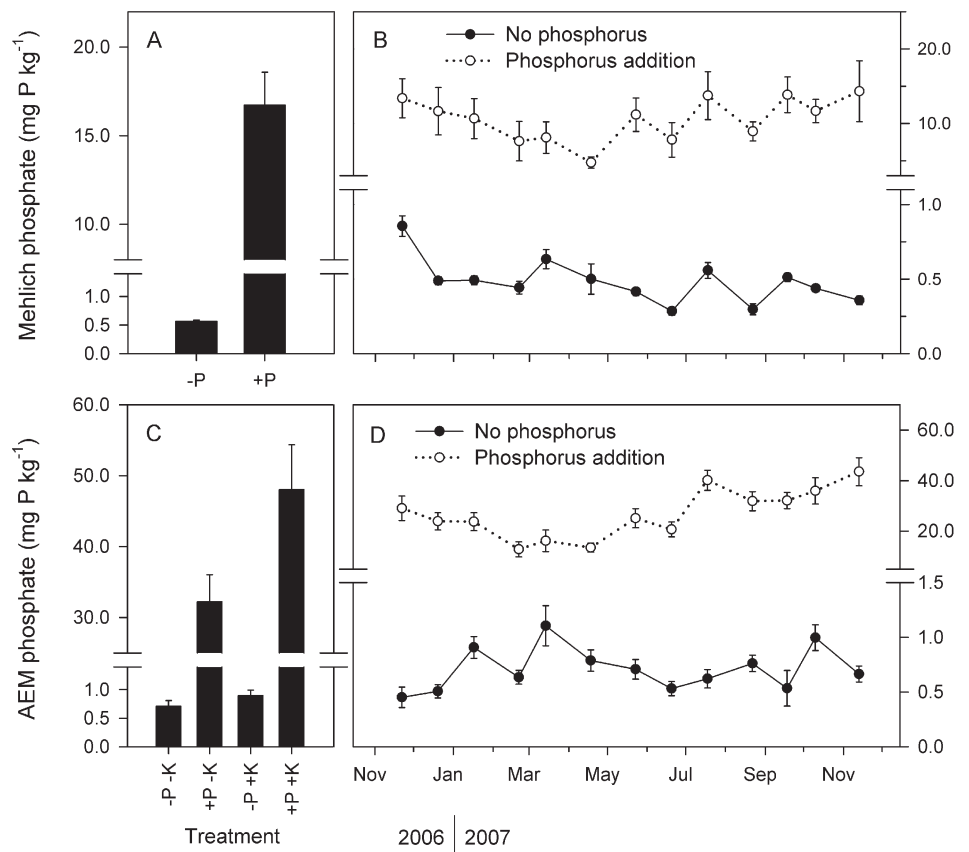 Mehlich phosphate (mg P kg⁻¹)
A
20.0
15.0
10.0
1.0
0.5
0.0
-P +P
B
No phosphorus
Phosphorus addition
20.0
10.0
1.0
0.5
0.0
AEM phosphate (mg P kg⁻¹)
C
60.0
50.0
40.0
30.0
1.0
0.5
0.0
-P -K
+P -K
-P +K
+P +K
Treatment
D
No phosphorus
Phosphorus addition
60.0
40.0
20.0
1.5
1.0
0.5
0.0
Nov Jan Mar May Jul Sep Nov
2006 2007